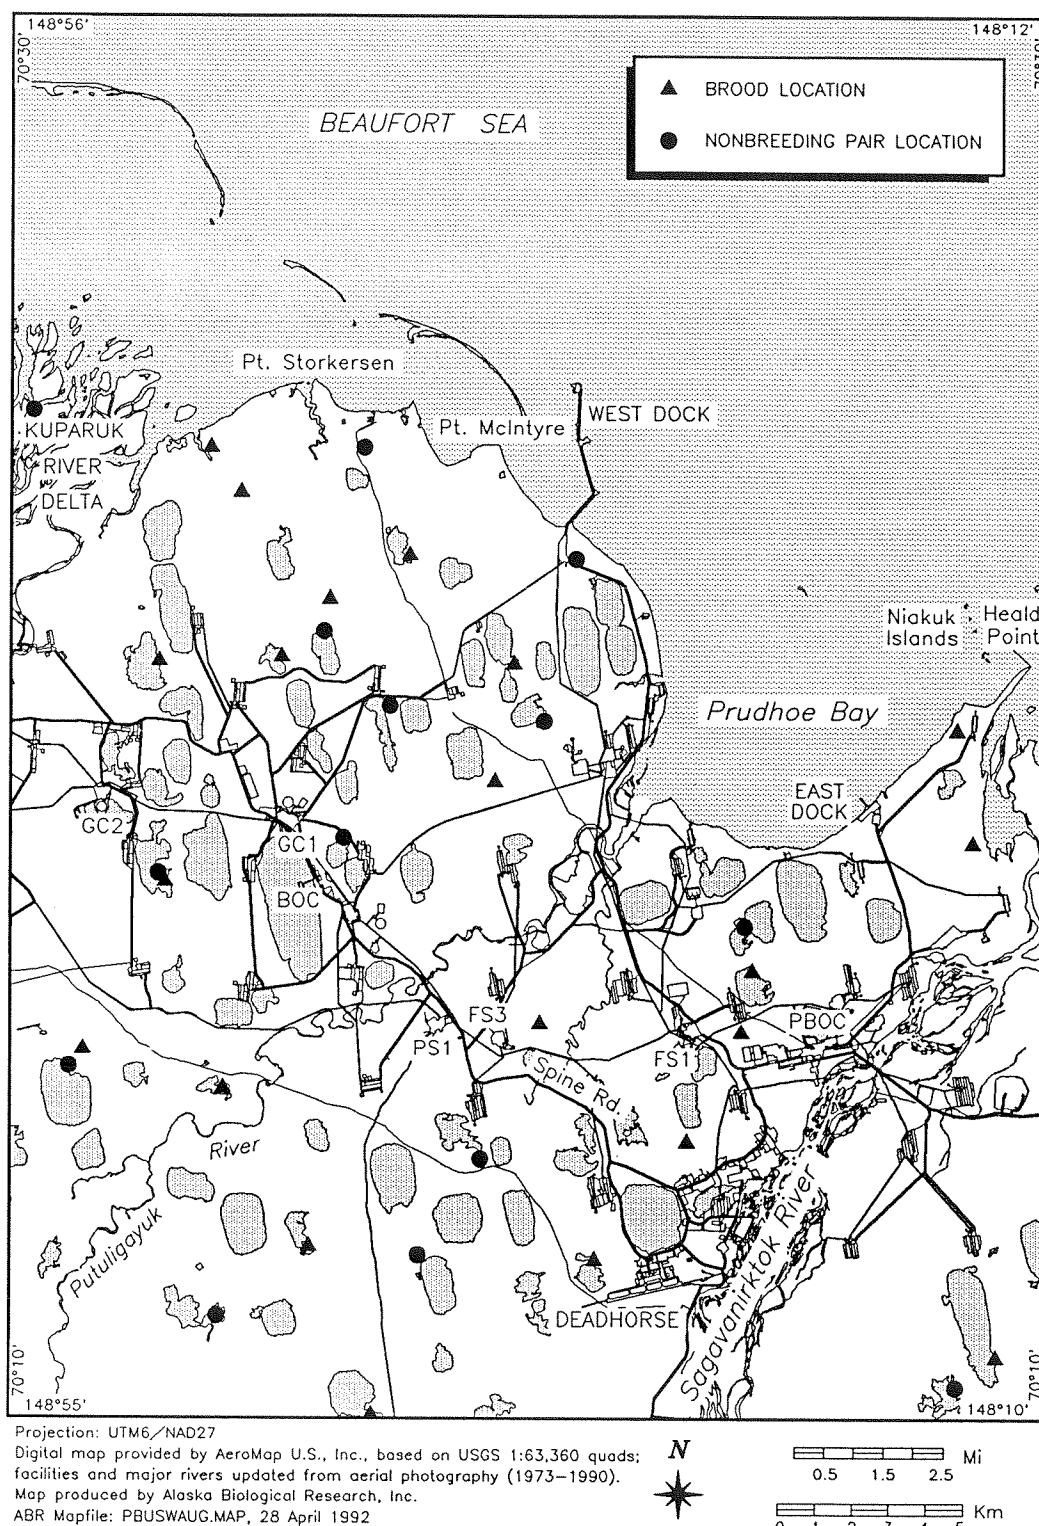 148°56'
148°12'
70°30'
70°30'
BROOD LOCATION
NONBREEDING PAIR LOCATION
BEAUFORT SEA
Pt. Storkersen
WEST DOCK
Pt. McIntyre
KUPARUK
RIVER
DELTA
Niakuk
Islands
Heald
Point
Prudhoe Bay
EAST
DOCK
GC2
GC1
BOC
FS3
PS1
PBOC
FS1
Spine Rd.
River
Putuligayuk
Sagavanirktok River
DEADHORSE
70°10'
70°10'
148°55'
148°10'
Projection: UTM6/NAD27
Digital map provided by AeroMap U.S., Inc., based on USGS 1:63,360 quads;
facilities and major rivers updated from aerial photography (1973–1990).
Map produced by Alaska Biological Research, Inc.
ABR Mapfile: PBUSWAUG.MAP, 28 April 1992
N
Mi
0.5 1.5 2.5
Km